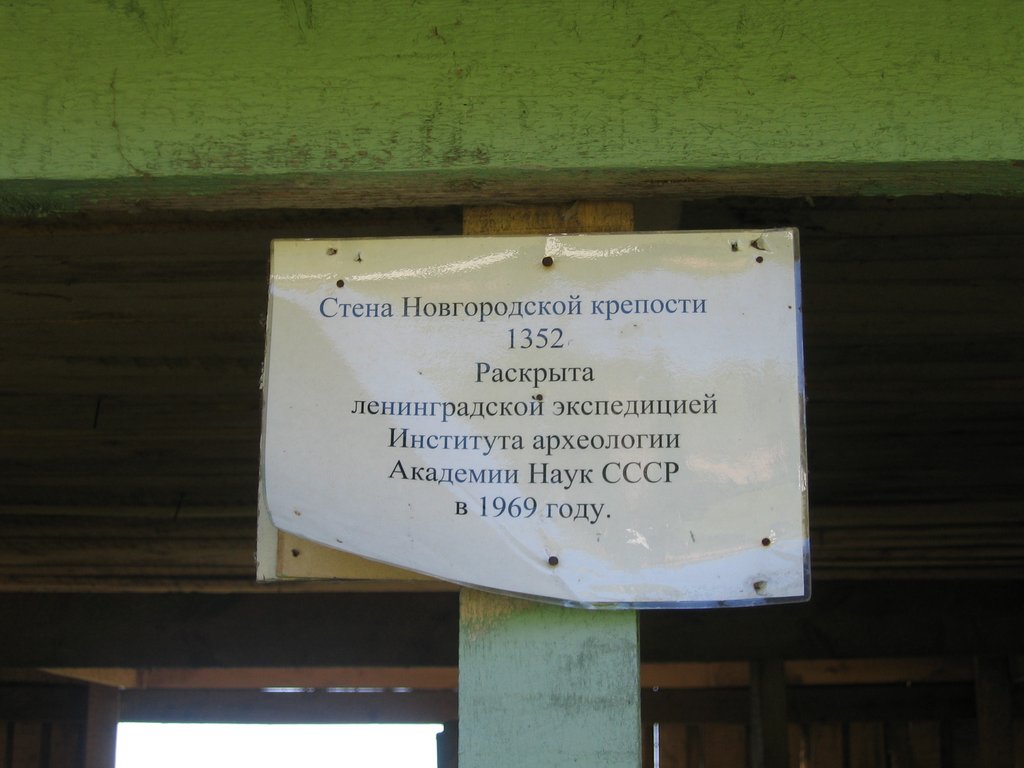 Стена Новгородской крепости
1352
Раскрыта
ленинградской экспедицией
Института археологии
Академии Наук СССР
в 1969 году.